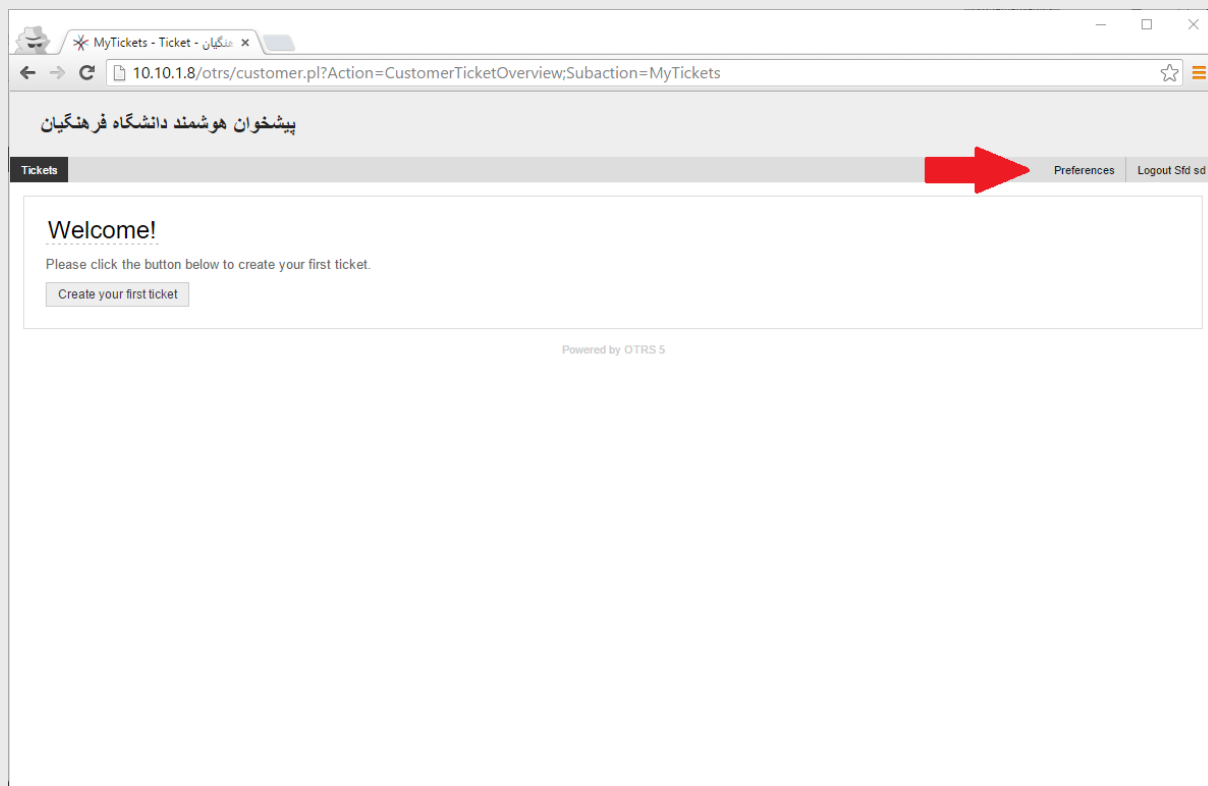 MyTickets - Ticket - هنگیان
10.10.1.8/otrs/customer.pl?Action=CustomerTicketOverview;Subaction=MyTickets
پیشخوان هوشمند دانشگاه فرهنگیان
Tickets Preferences Logout Sfd sd
Welcome!
Please click the button below to create your first ticket.
Create your first ticket
Powered by OTRS 5